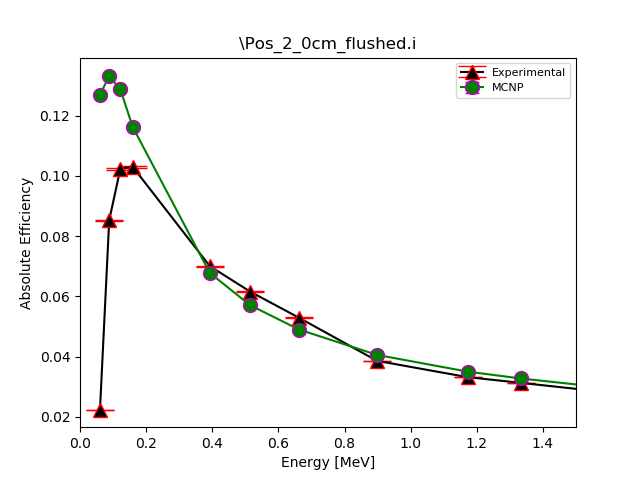 \Pos_2_0cm_flushed.i
Experimental
MCNP
0.12
0.10
0.08
0.06
0.04
0.02
Absolute Efficiency
0.0 0.2 0.4 0.6 0.8 1.0 1.2 1.4
Energy [MeV]